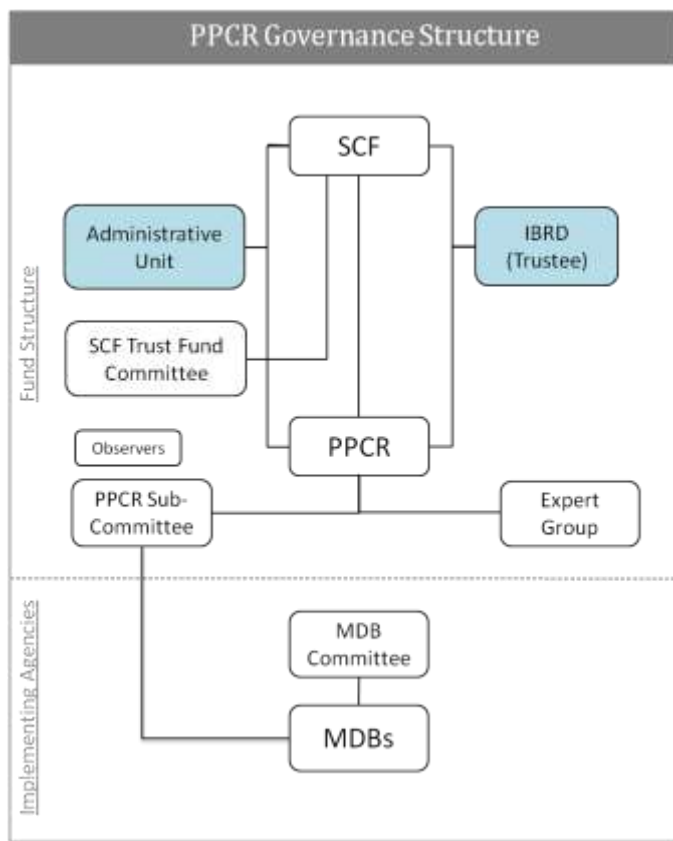 PPCR Governance Structure
SCF
Administrative
Unit
IBRD
(Trustee)
SCF Trust Fund
Committee
PPCR
Observers
PPCR Sub-
Committee
Expert
Group
Fund Structure
MDB
Committee
MDBs
Implementing Agencies